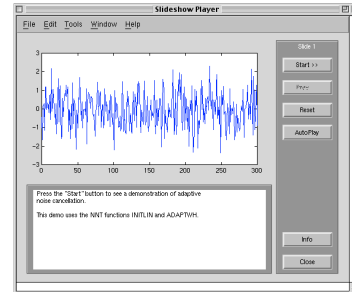 Slideshow Player
File Edit Tools Window Help
Slide 1
Start >>
Reset
AutoPlay
Info
Close
3
2
1
0
−1
−2
−3
0 50 100 150 200 250 300
Press the "Start" button to see a demonstration of adaptive
noise cancellation.
This demo uses the NNT functions INITLIN and ADAPTWH.